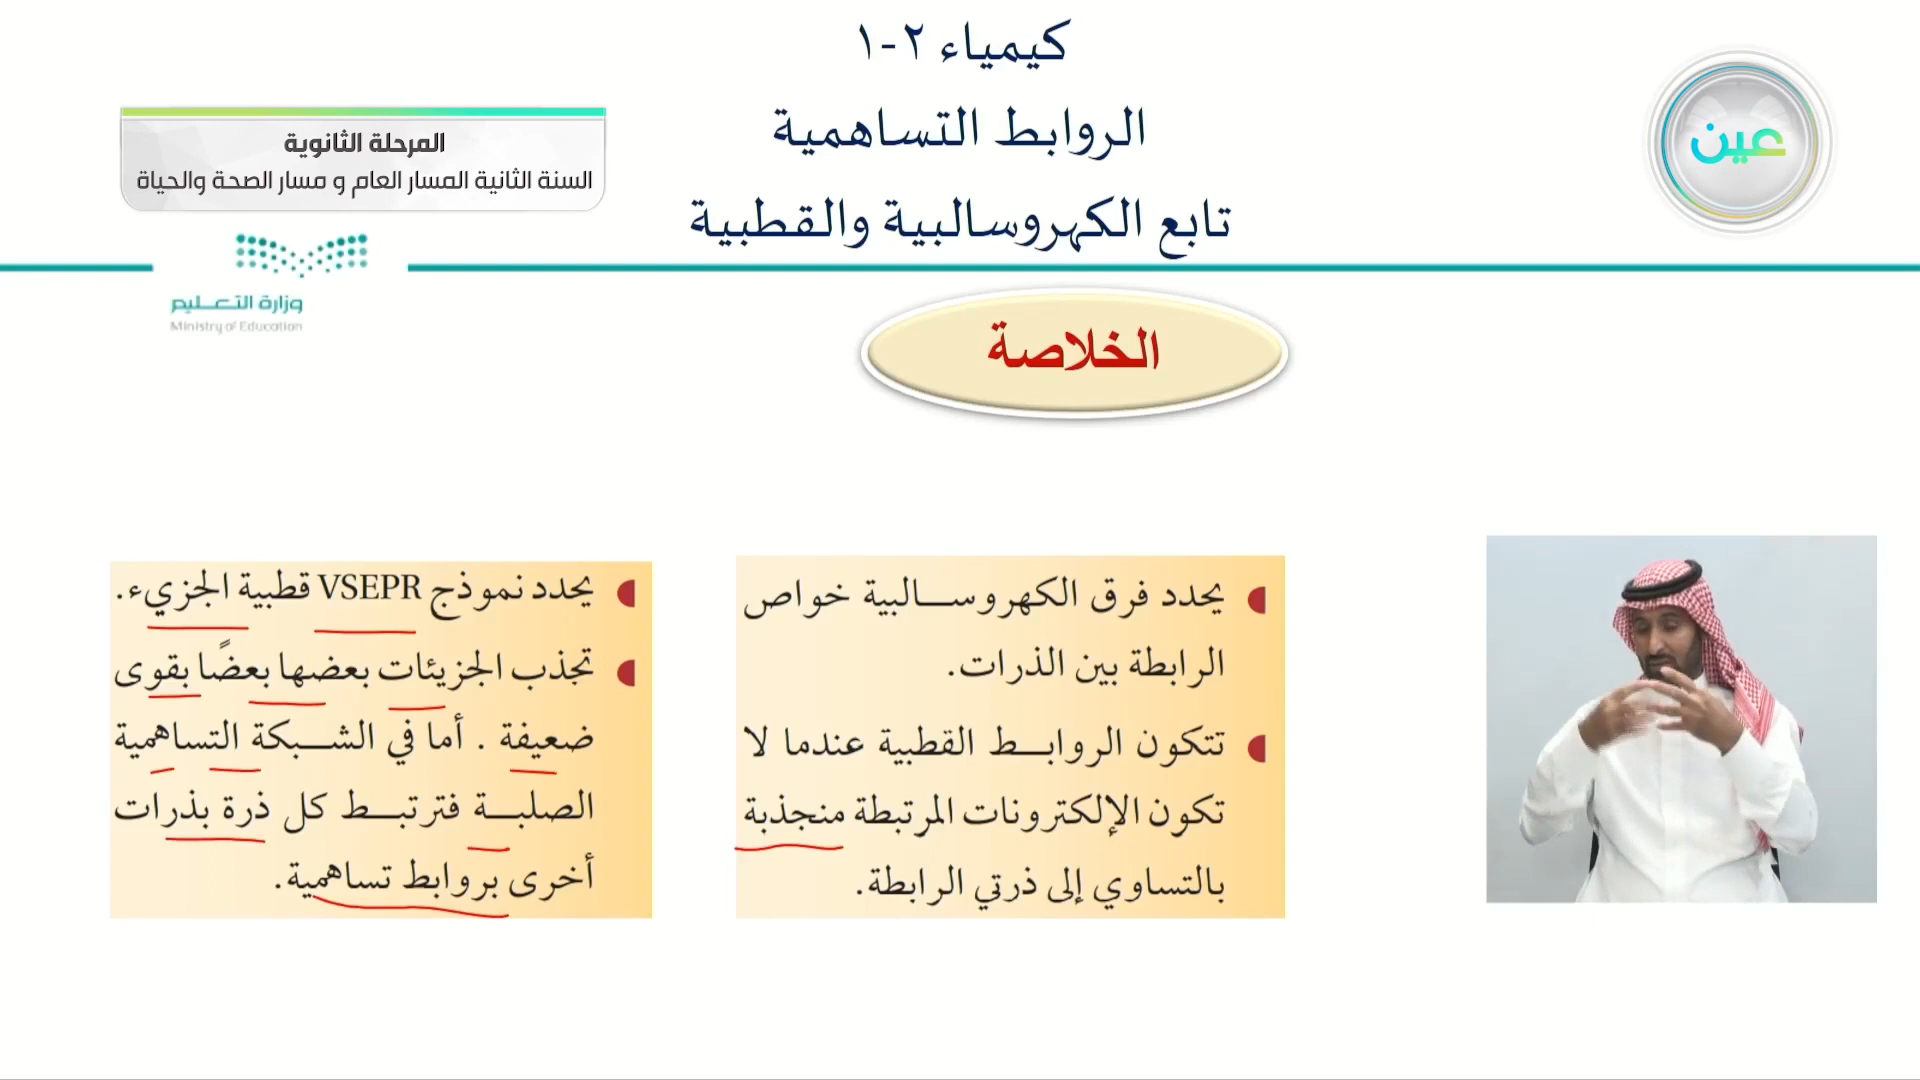 كيمياء ٢-١
الروابط التساهمية
تابع الكهروسالبية والقطبية
عين
المرحلة الثانوية
السنة الثانية المسار العام و مسار الصحة والحياة
وزارة التعليم
Ministry of Education
الخلاصة
يحدد فرق الكهروسالبية خواص
الرابطة بين الذرات.
تتكون الروابط القطبية عندما لا
تكون الإلكترونات المرتبطة منجذبة
بالتساوي إلى ذرتي الرابطة.
يحدد نموذج VSEPR قطبية الجزيء.
تجذب الجزيئات بعضها بعضًا بقوى
ضعيفة . أما في الشبكة التساهمية
الصلبة فترتبط كل ذرة بذرات
أخرى بروابط تساهمية.